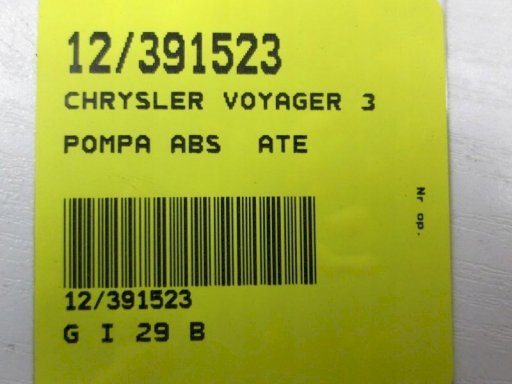 12/391523
CHRYSLER VOYAGER 3
POMPA ABS ATE
Nr op.
12/391523
G I 29 B